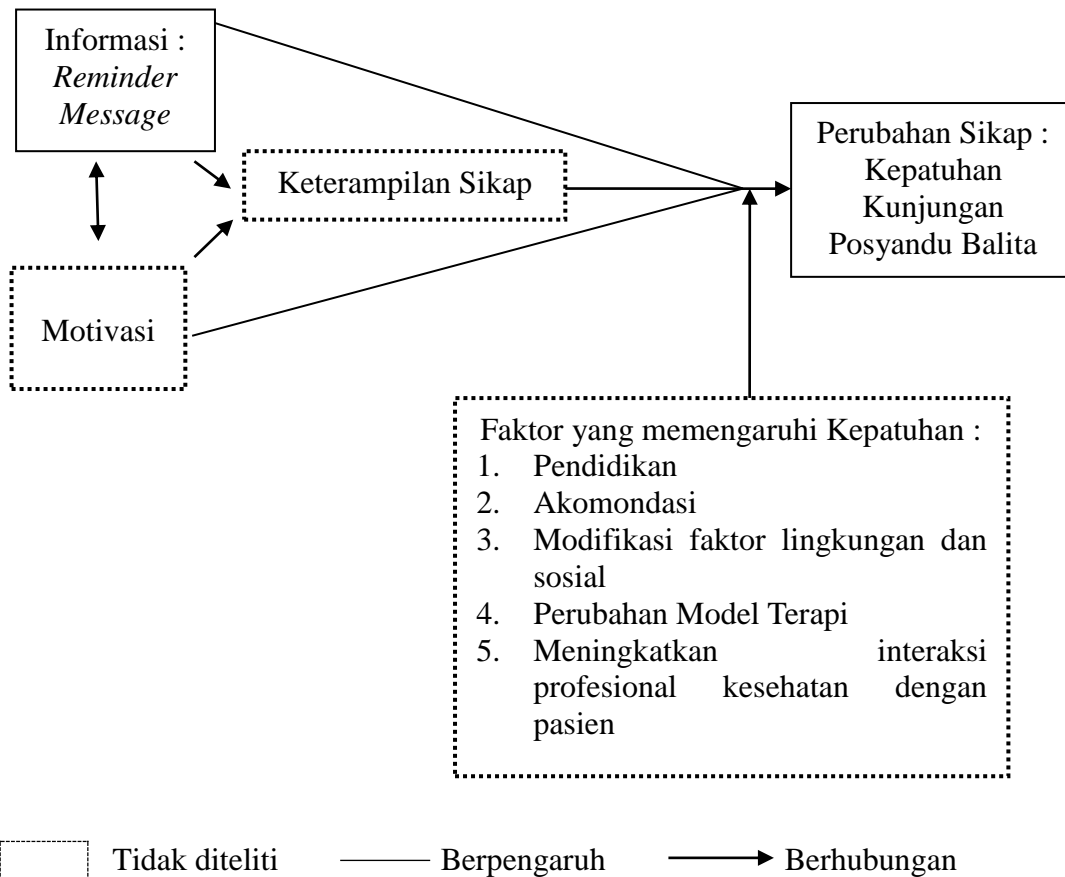 Informasi :
Reminder
Message
Keterampilan Sikap
Motivasi
Perubahan Sikap :
Kepatuhan
Kunjungan
Posyandu Balita
Faktor yang memengaruhi Kepatuhan :
1. Pendidikan
2. Akomondasi
3. Modifikasi faktor lingkungan dan
sosial
4. Perubahan Model Terapi
5. Meningkatkan interaksi
profesional kesehatan dengan
pasien
Tidak diteliti Berpengaruh Berhubungan